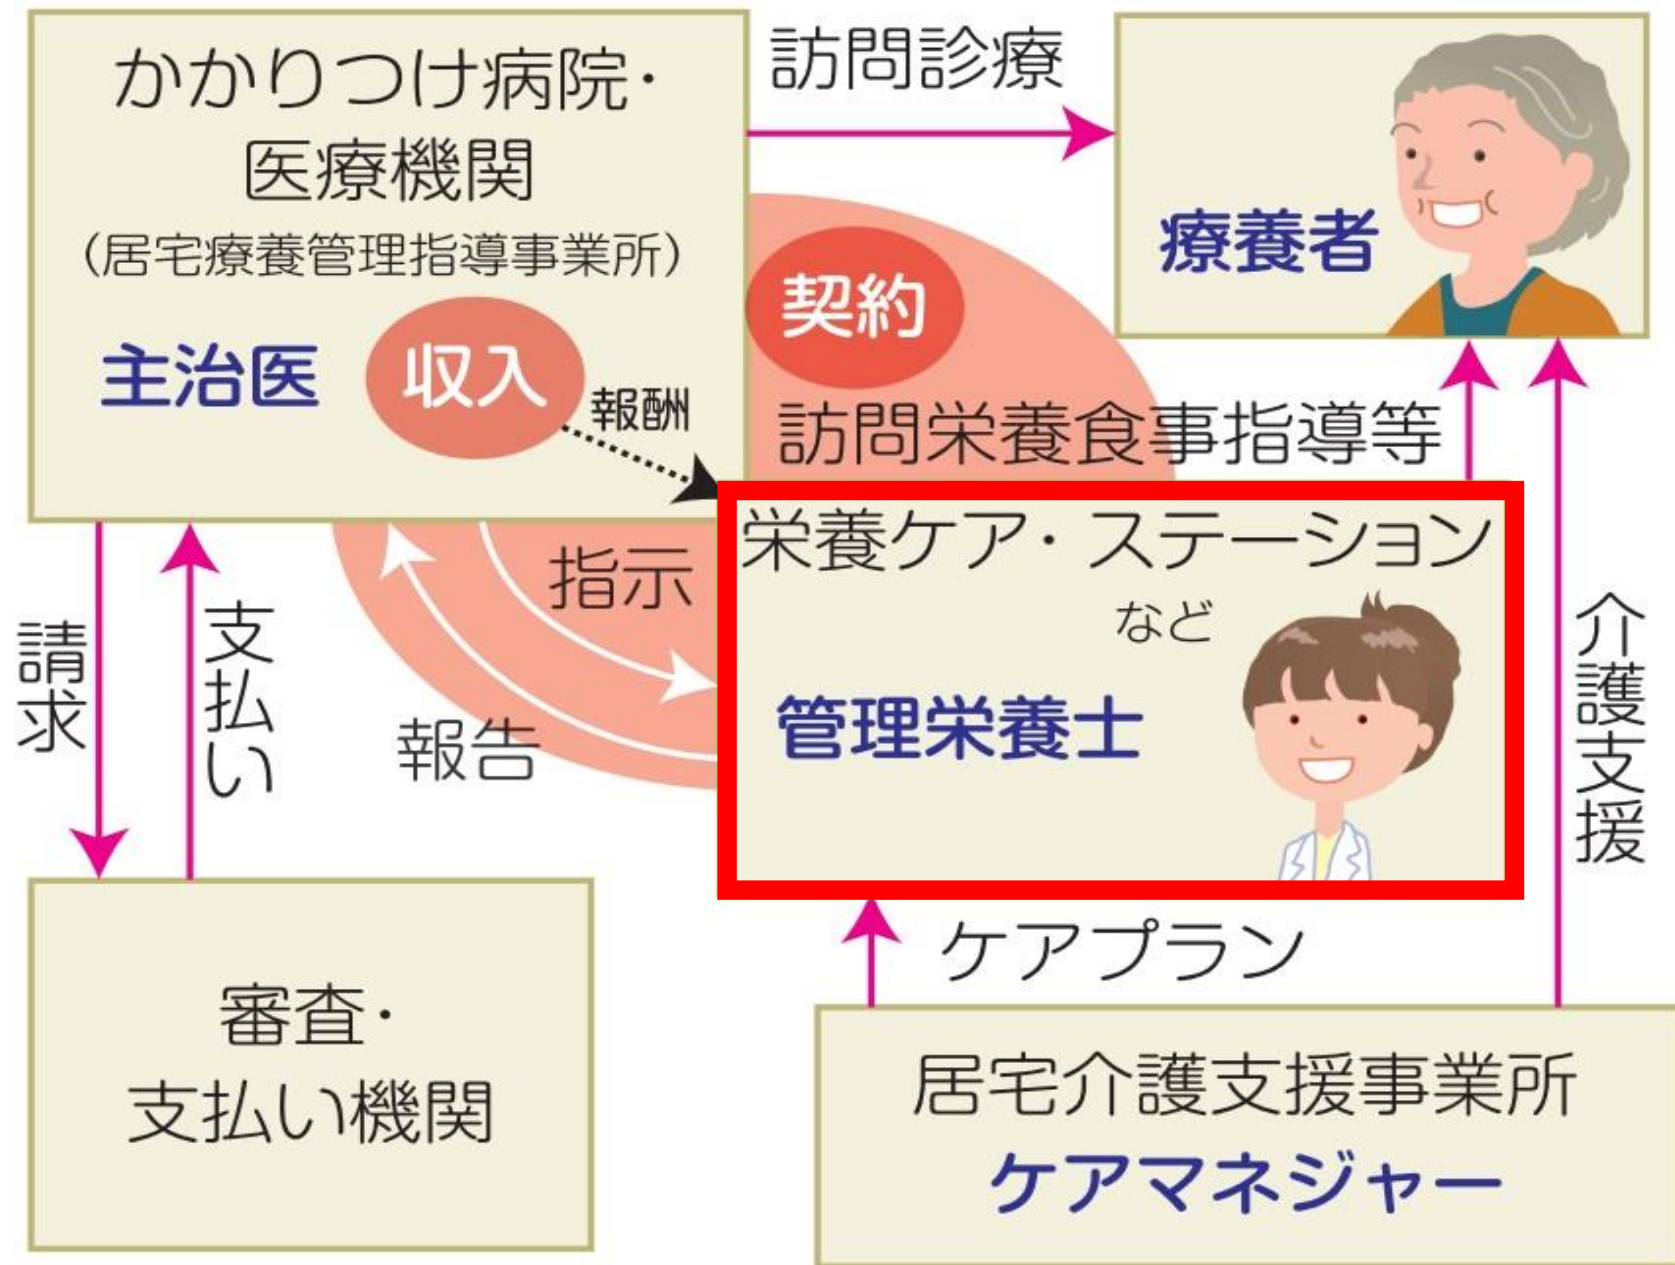 かかりつけ病院・
医療機関
（居宅療養管理指導事業所）
主治医
収入
報酬
訪問診療
療養者
契約
訪問栄養食事指導等
栄養ケア・ステーション
など
管理栄養士
指示
報告
請求
支払い
介護支援
審査・
支払い機関
ケアプラン
居宅介護支援事業所
ケアマネジャー